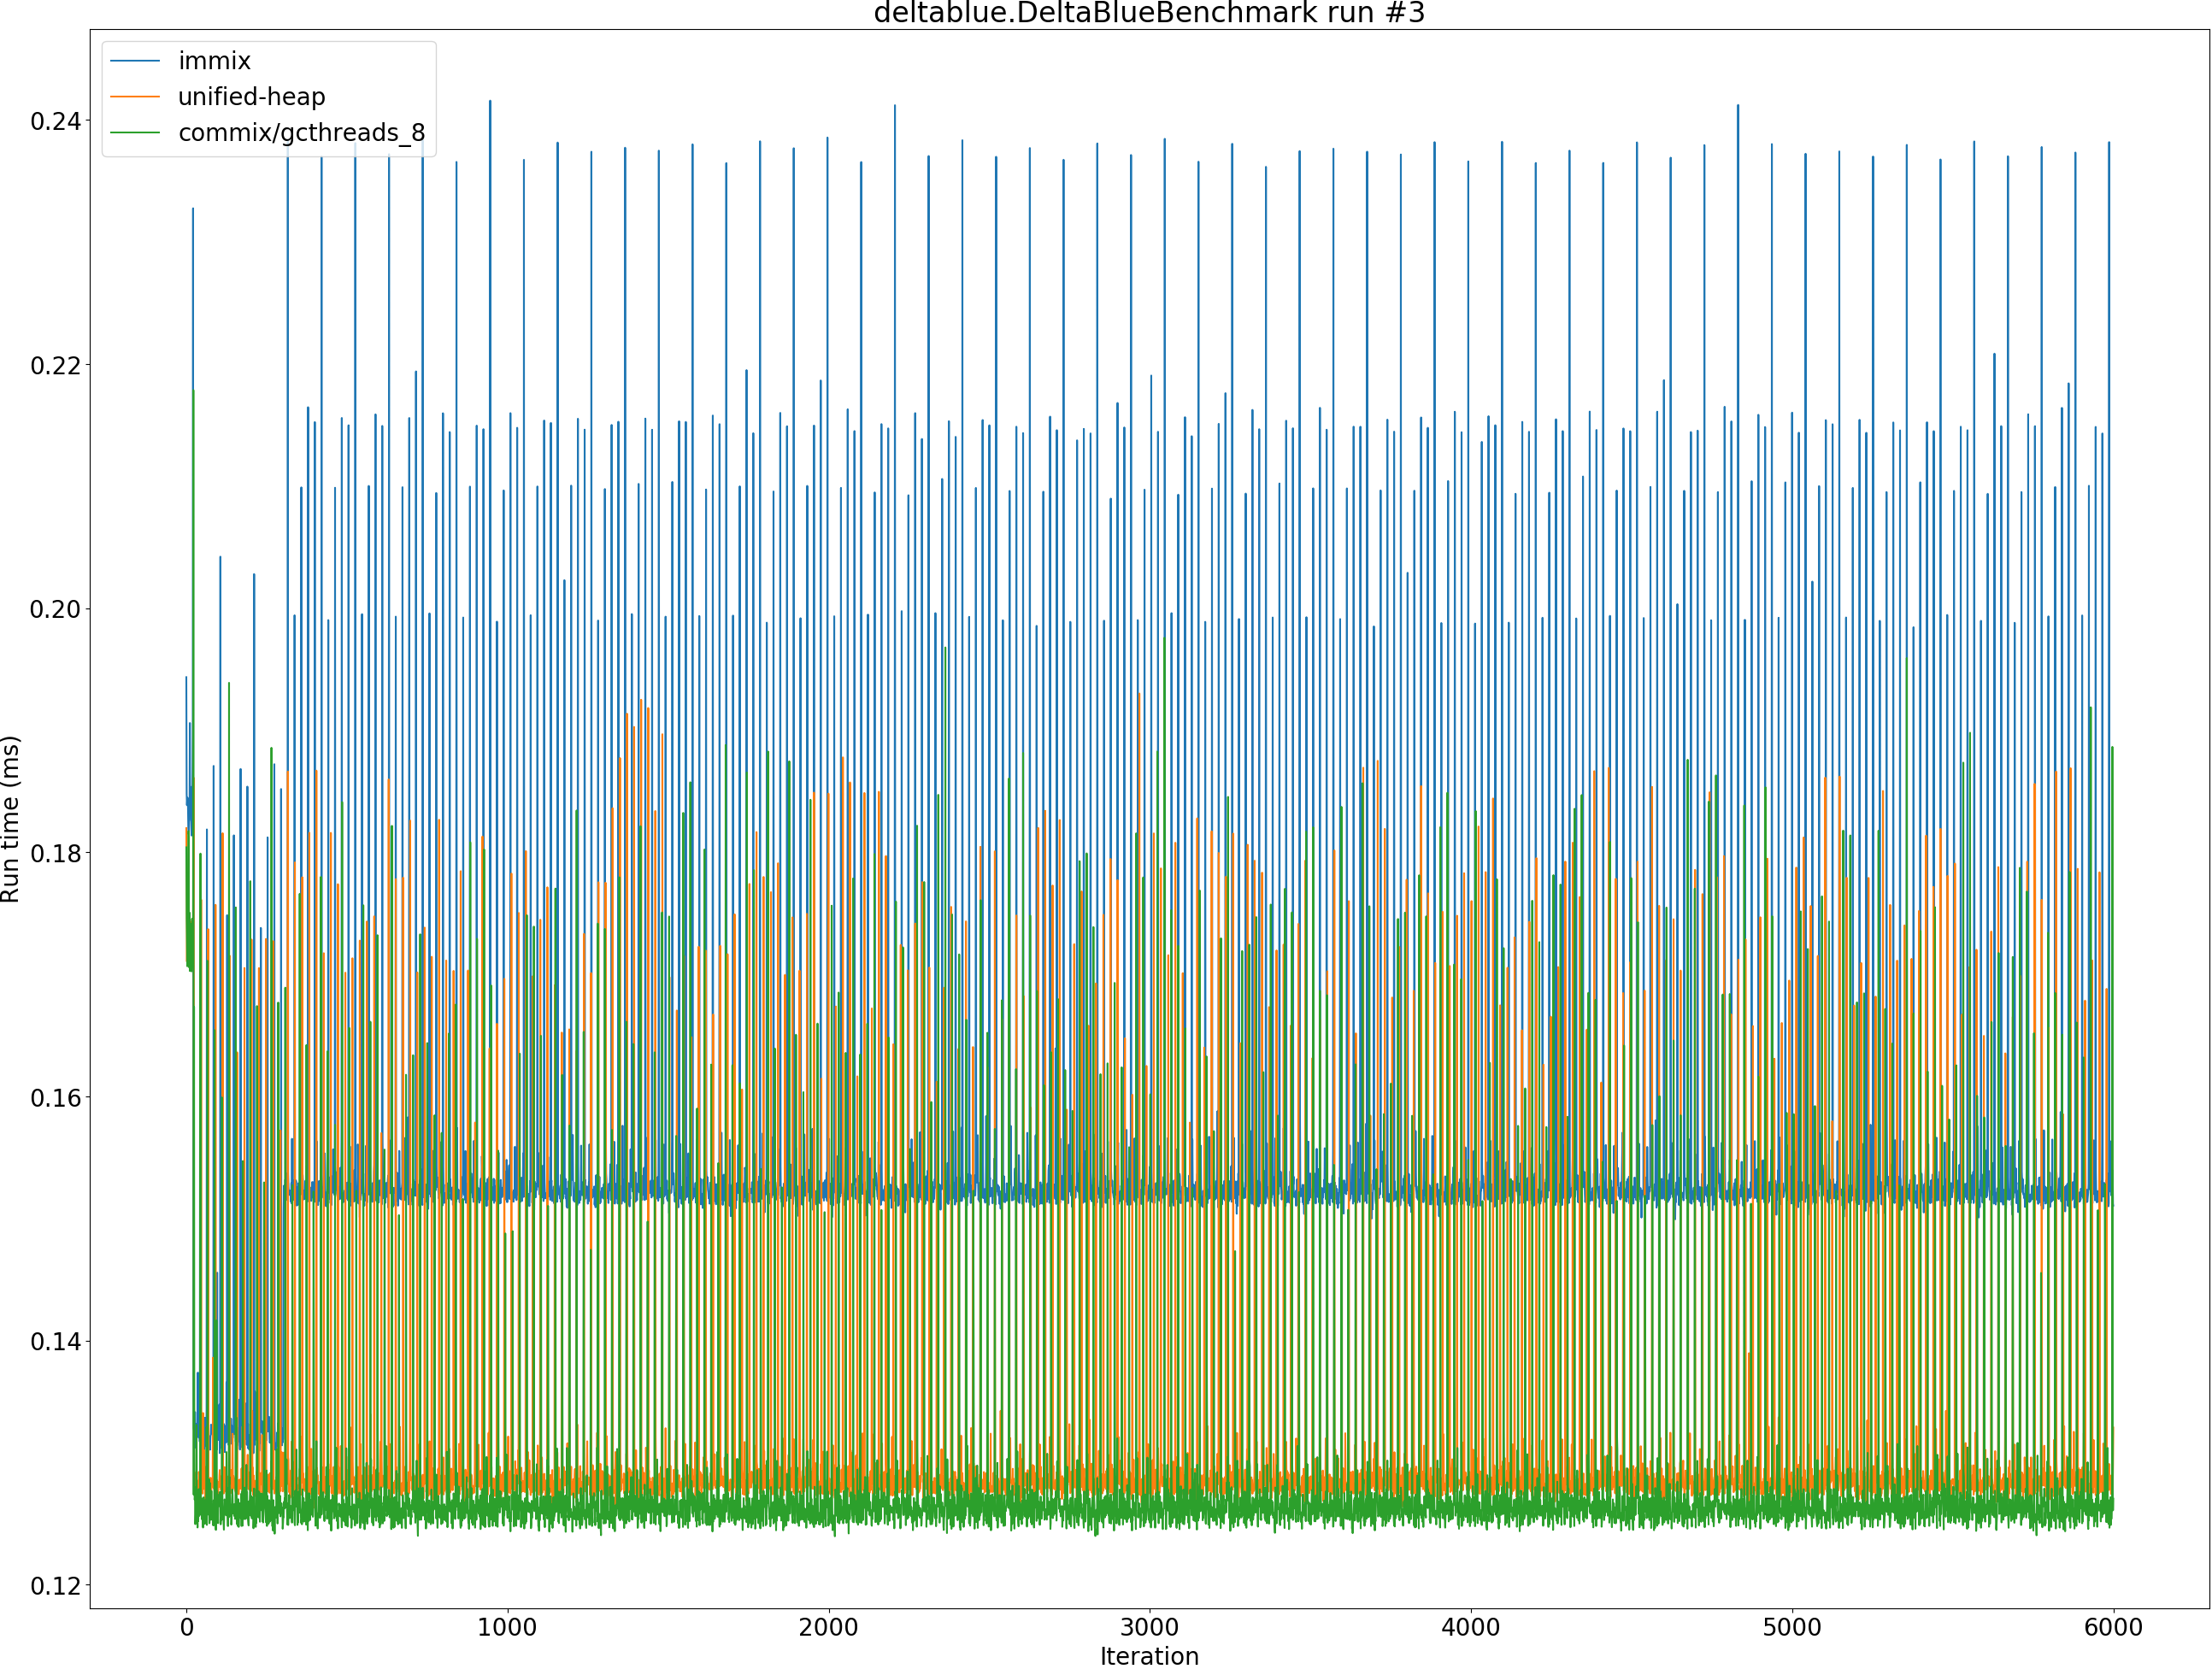 deltablue.DeltaBlueBenchmark run #3
immix
unified-heap
commix/gcthreads_8
Run time (ms)
0.24
0.22
0.20
0.18
0.16
0.14
0.12
0 1000 2000 3000 4000 5000 6000
Iteration